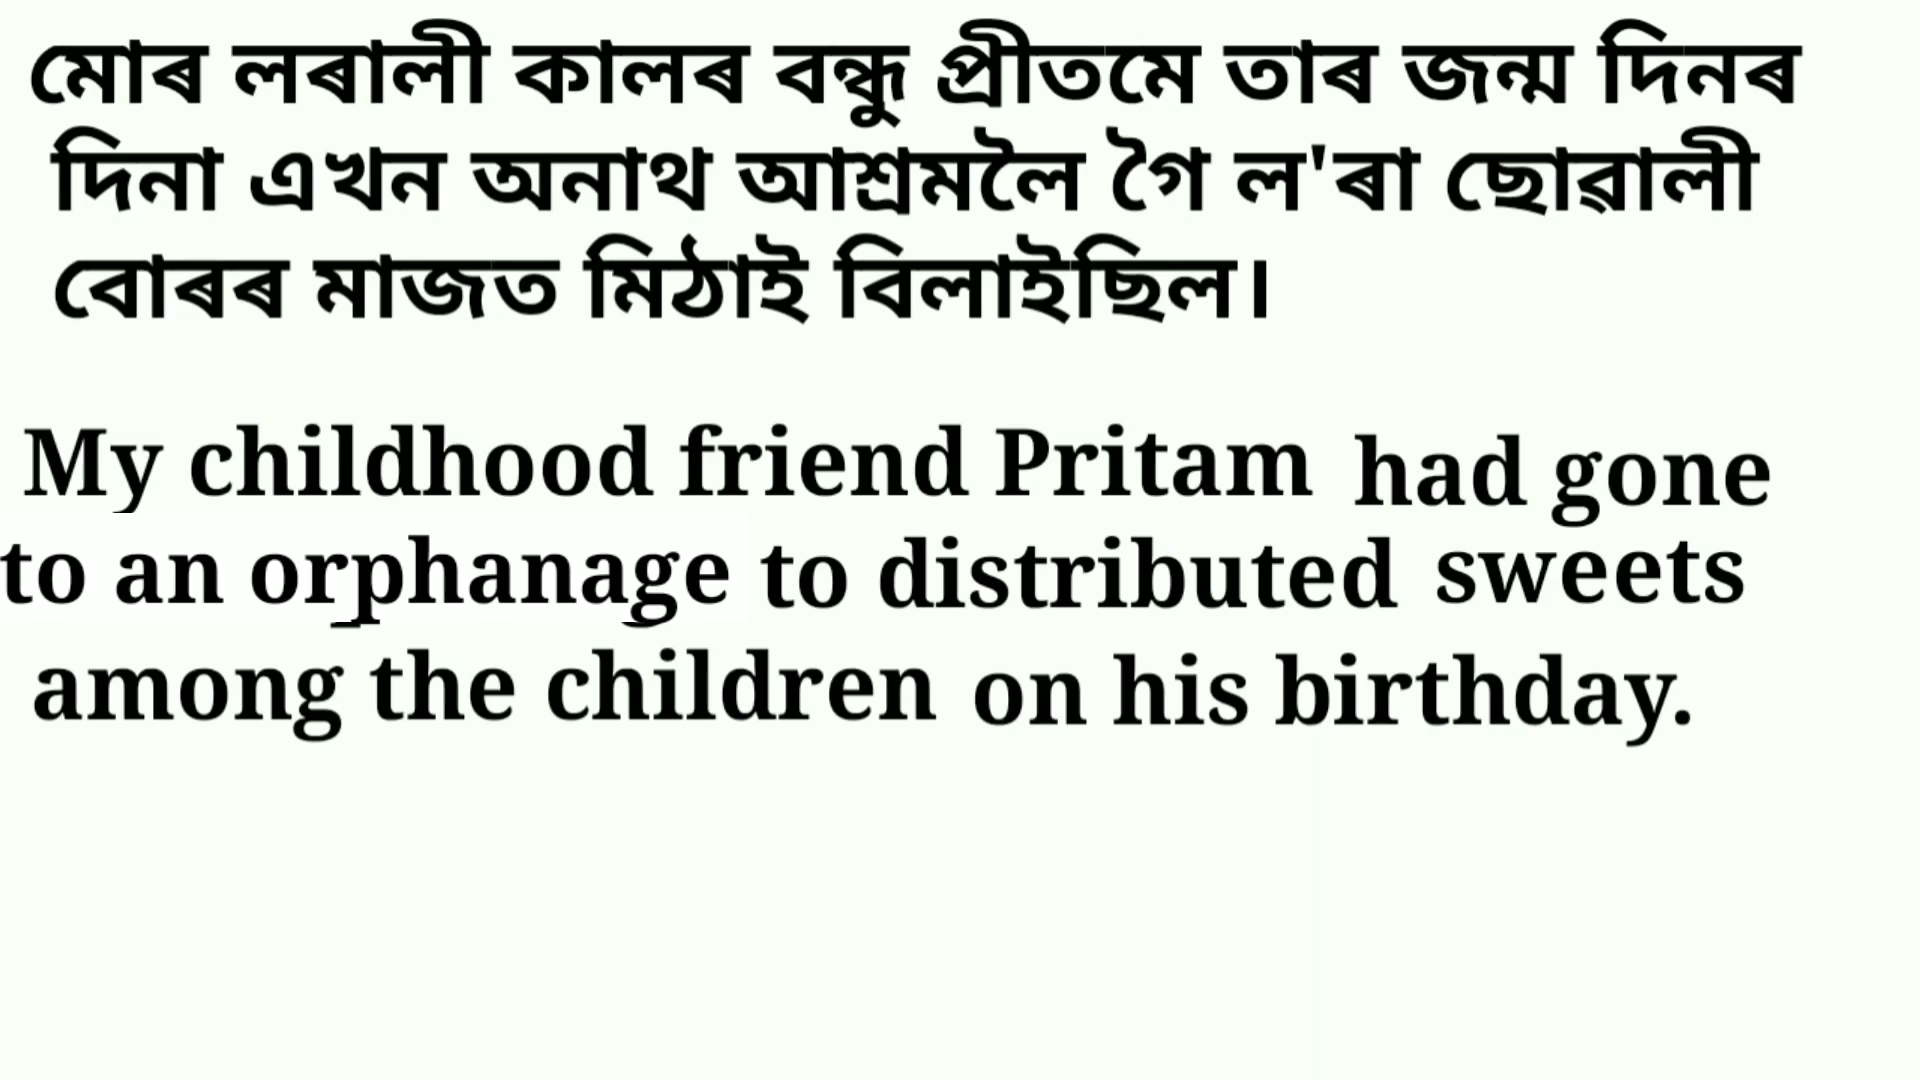 মোৰ লৰালী কালৰ বন্ধু প্ৰীতমে তাৰ জন্ম দিনৰ
দিনা এখন অনাথ আশ্ৰমলৈ গৈ ল'ৰা ছোৱালী
বোৰৰ মাজত মিঠাই বিলাইছিল।
My childhood friend Pritam had gone
to an orphanage to distributed sweets
among the children on his birthday.